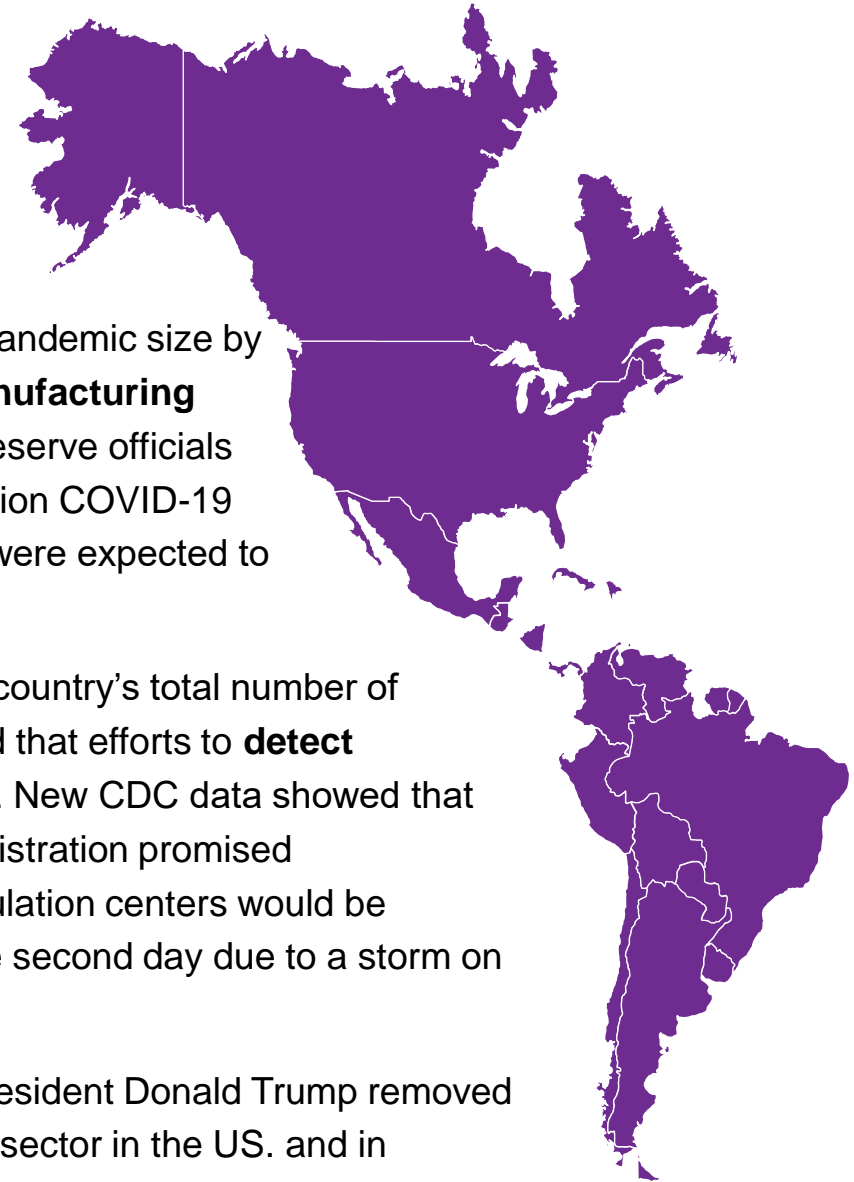 andemic size by
nufacturing
eserve officials
ion COVID-19
were expected to
country’s total number of
d that efforts to detect
. New CDC data showed that
istration promised
ulation centers would be
e second day due to a storm on
resident Donald Trump removed
sector in the US. and in